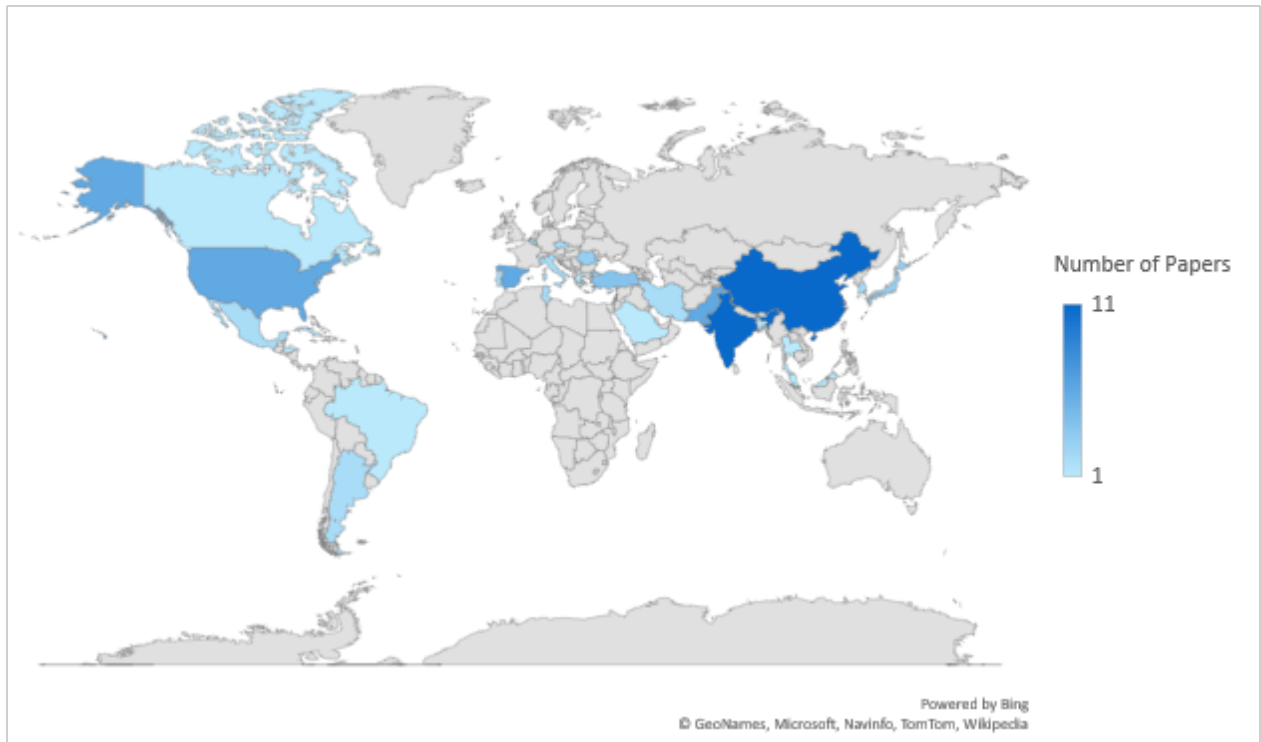 Number of Papers
11
1
Powered by Bing
© GeoNames, Microsoft, Navinfo, TomTom, Wikipedia